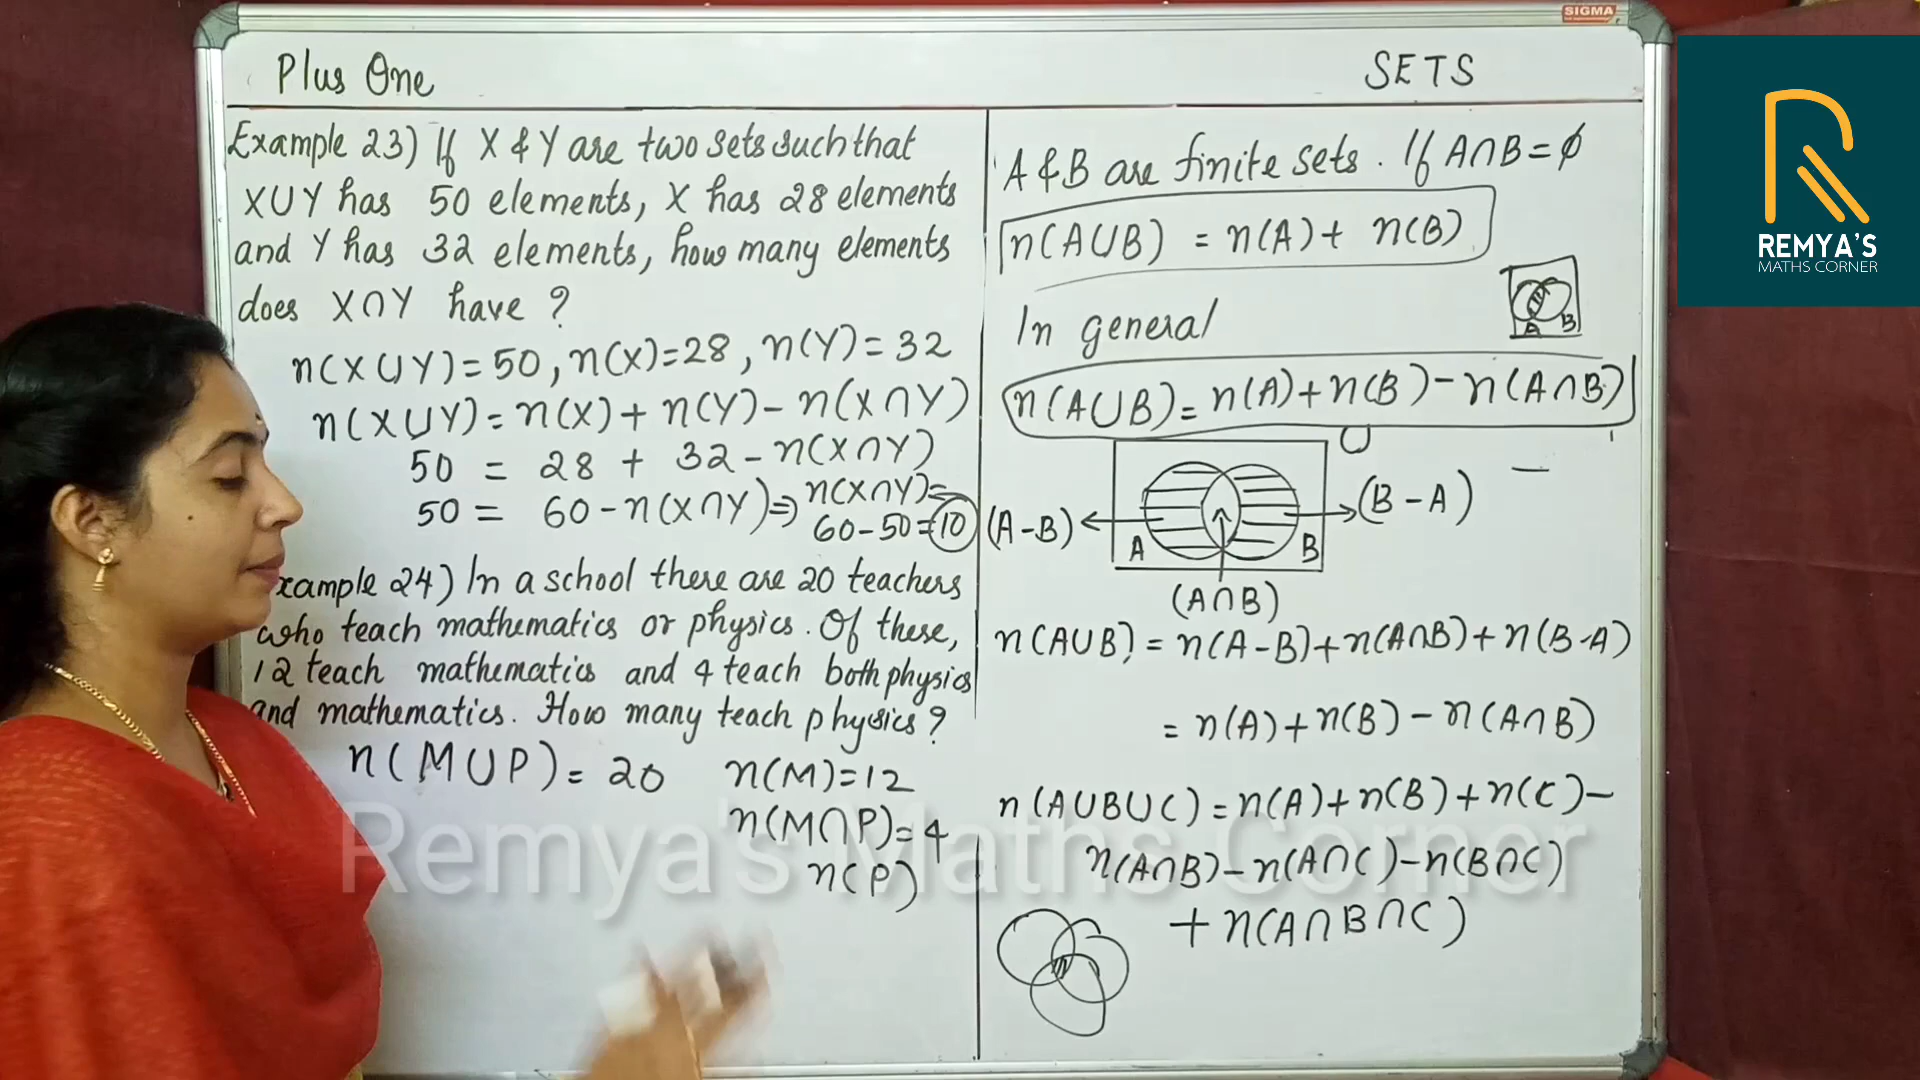 SIGMA
Plus One
SETS
Example 23) If X & Y are two sets such that
X∪Y has 50 elements, X has 28 elements
and Y has 32 elements, how many elements
does X∩Y have ?
n(X∪Y)=50, n(X)=28, n(Y)=32
n(X∪Y)= n(X)+ n(Y)- n(X∩Y)
50 = 28 + 32 - n(X∩Y)
50 = 60 - n(X∩Y) ⇒ n(X∩Y)=
60-50=10
xample 24) In a school there are 20 teachers
who teach mathematics or physics. Of these,
12 teach mathematics and 4 teach both physics
and mathematics. How many teach physics?
n(M∪P)= 20 n(M)=12
n(M∩P)=4
n(P)
A & B are finite sets. If A∩B=ϕ
n(A∪B) = n(A)+ n(B)
In general
A B
n(A∪B)= n(A)+n(B)-n(A∩B)
U
(A-B) A B (B-A)
(A∩B)
n(A∪B)= n(A-B)+n(A∩B)+n(B-A)
= n(A)+n(B)-n(A∩B)
n(A∪B∪C)=n(A)+n(B)+n(C)-
n(A∩B)-n(A∩C)-n(B∩C)
+ n(A∩B∩C)
REMYA'S
MATHS CORNER
Remya's Maths Corner